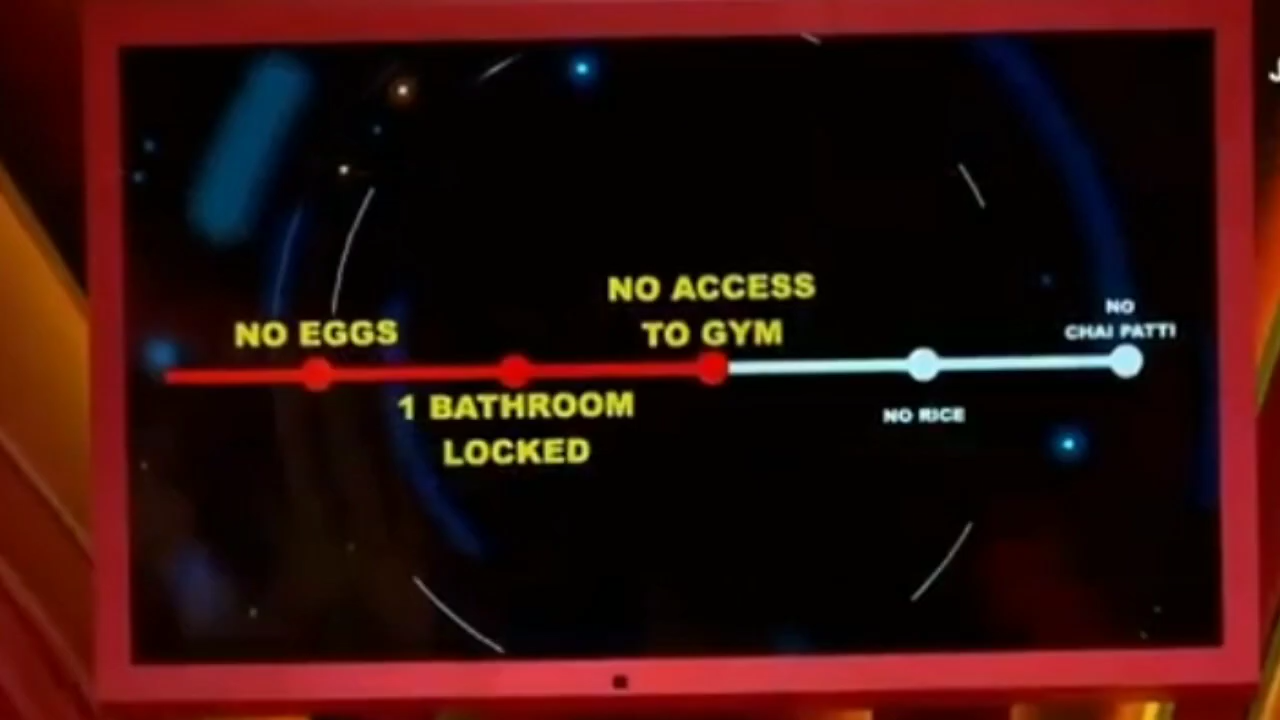 NO EGGS
1 BATHROOM
LOCKED
NO ACCESS
TO GYM
NO RICE
NO
CHAI PATTI